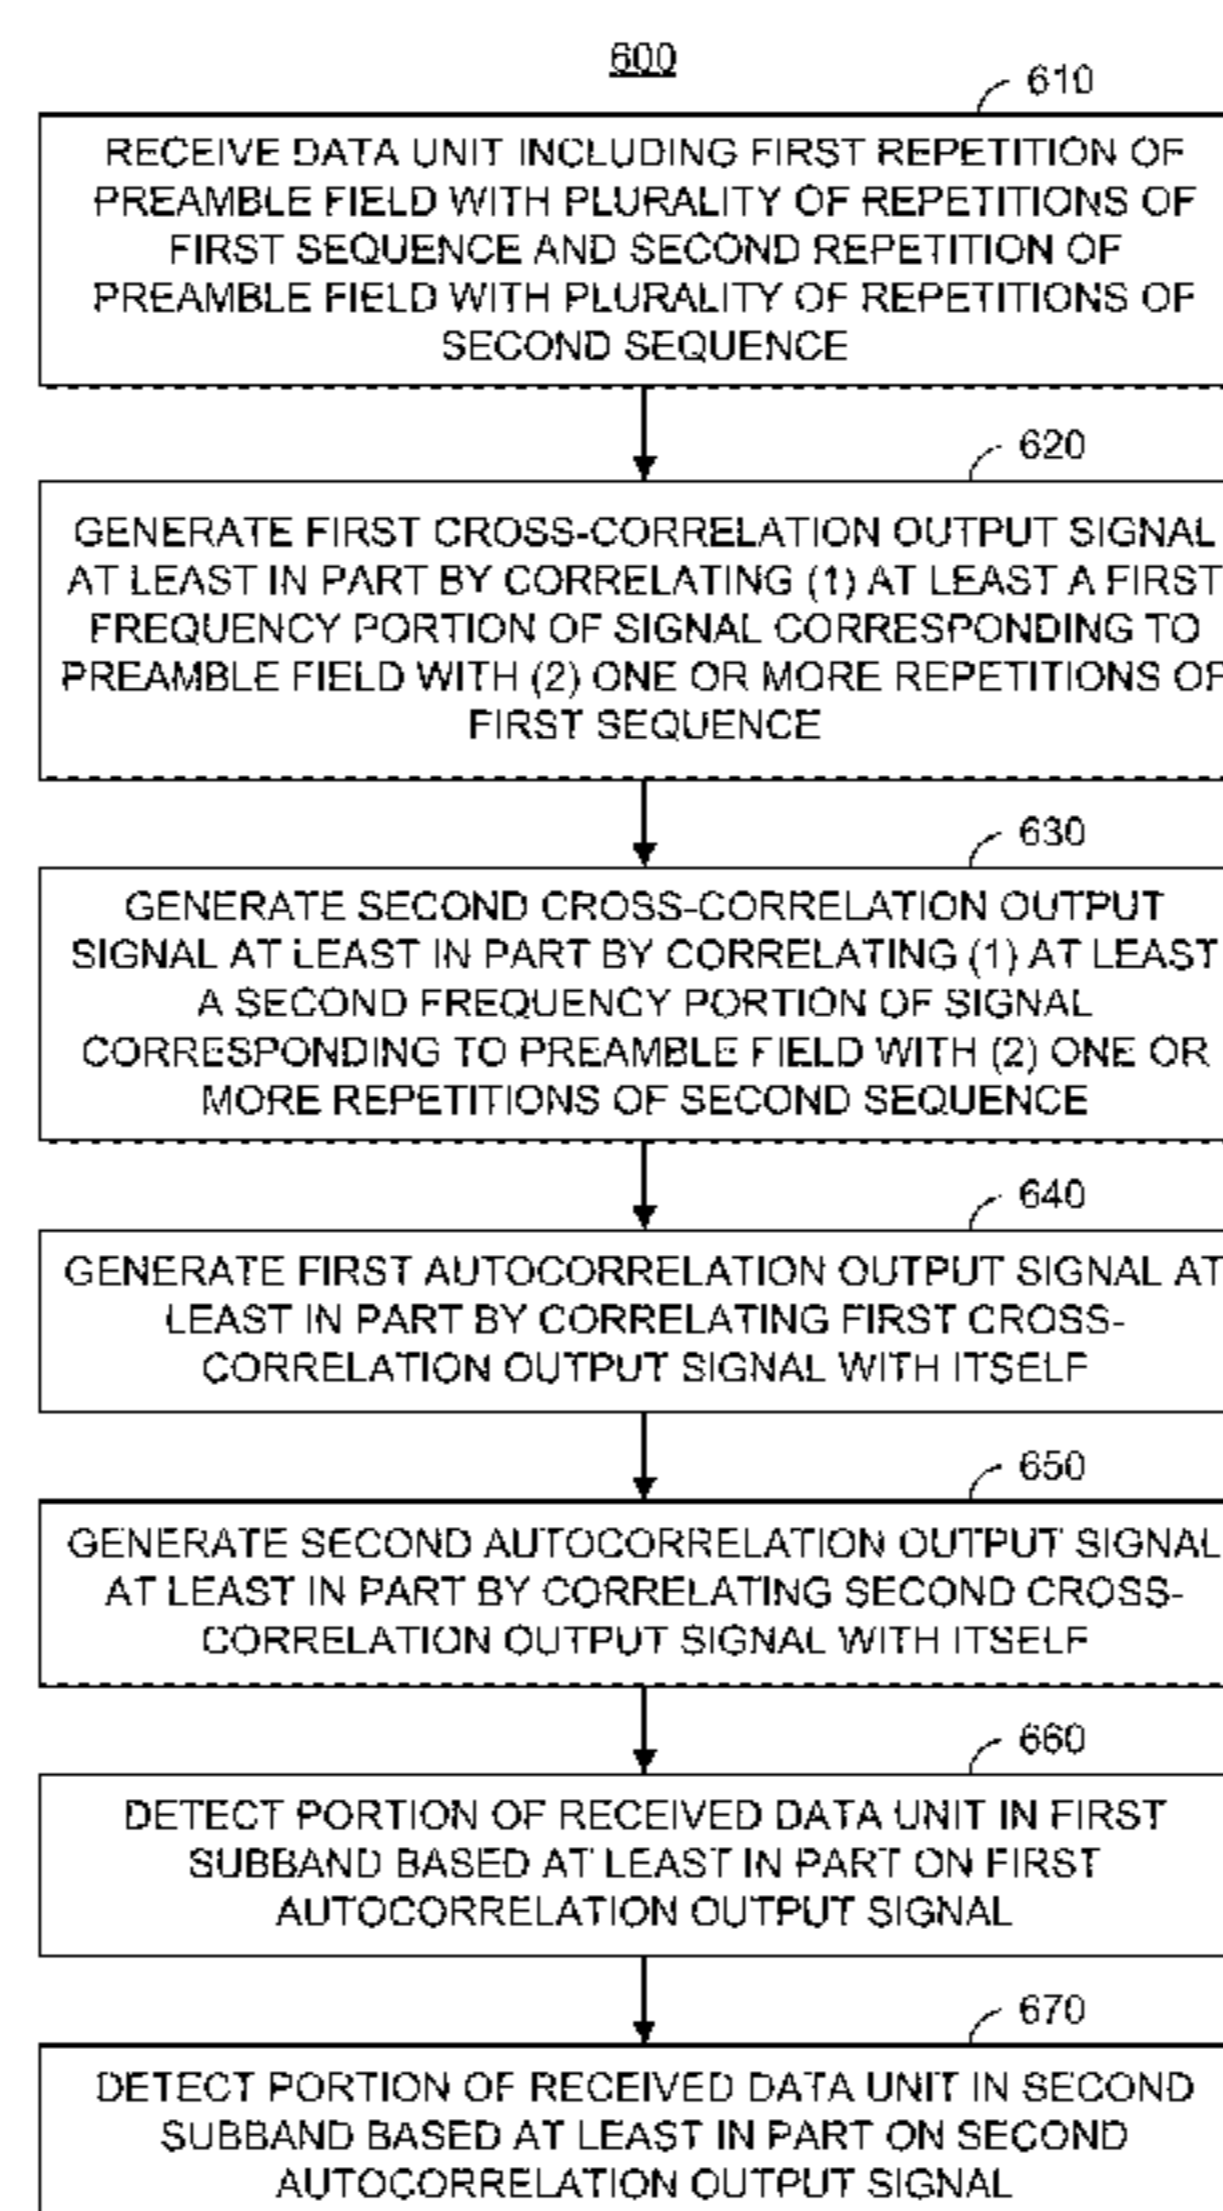 600
610
RECEIVE DATA UNIT INCLUDING FIRST REPETITION OF
PREAMBLE FIELD WITH PLURALITY OF REPETITIONS OF
FIRST SEQUENCE AND SECOND REPETITION OF
PREAMBLE FIELD WITH PLURALITY OF REPETITIONS OF
SECOND SEQUENCE
620
GENERATE FIRST CROSS-CORRELATION OUTPUT SIGNAL
AT LEAST IN PART BY CORRELATING (1) AT LEAST A FIRST
FREQUENCY PORTION OF SIGNAL CORRESPONDING TO
PREAMBLE FIELD WITH (2) ONE OR MORE REPETITIONS OF
FIRST SEQUENCE
630
GENERATE SECOND CROSS-CORRELATION OUTPUT
SIGNAL AT LEAST IN PART BY CORRELATING (1) AT LEAST
A SECOND FREQUENCY PORTION OF SIGNAL
CORRESPONDING TO PREAMBLE FIELD WITH (2) ONE OR
MORE REPETITIONS OF SECOND SEQUENCE
640
GENERATE FIRST AUTOCORRELATION OUTPUT SIGNAL AT
LEAST IN PART BY CORRELATING FIRST CROSS-
CORRELATION OUTPUT SIGNAL WITH ITSELF
650
GENERATE SECOND AUTOCORRELATION OUTPUT SIGNAL
AT LEAST IN PART BY CORRELATING SECOND CROSS-
CORRELATION OUTPUT SIGNAL WITH ITSELF
660
DETECT PORTION OF RECEIVED DATA UNIT IN FIRST
SUBBAND BASED AT LEAST IN PART ON FIRST
AUTOCORRELATION OUTPUT SIGNAL
670
DETECT PORTION OF RECEIVED DATA UNIT IN SECOND
SUBBAND BASED AT LEAST IN PART ON SECOND
AUTOCORRELATION OUTPUT SIGNAL